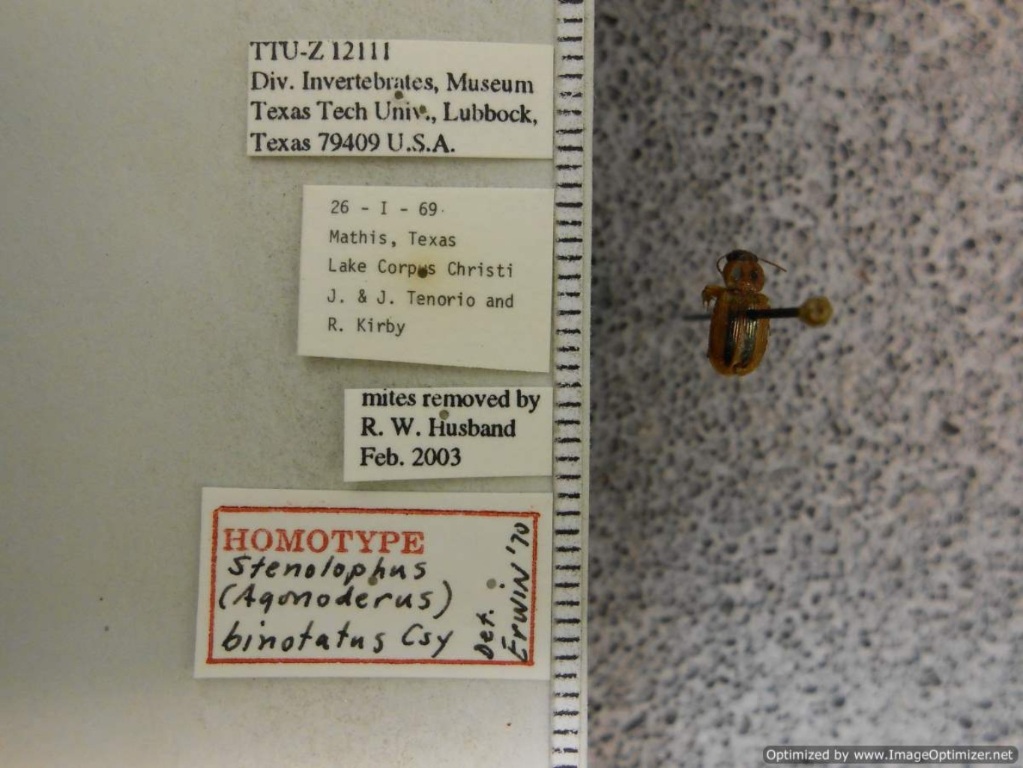 TTU-Z 12111
Div. Invertebrates, Museum
Texas Tech Univ., Lubbock,
Texas 79409 U.S.A.
26 - I - 69
Mathis, Texas
Lake Corpus Christi
J. & J. Tenorio and
R. Kirby
mites removed by
R. W. Husband
Feb. 2003
HOMOTYPE
Stenolophus
(Agonoderus)
binotatus Csy
Det.
Erwin '70
Optimized by www.ImageOptimizer.net